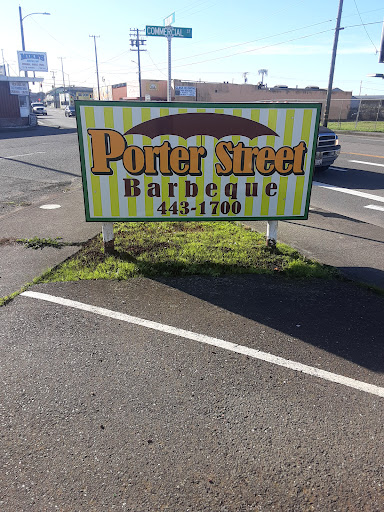 COMMERCIAL
Porter Street
Barbeque
443-1700